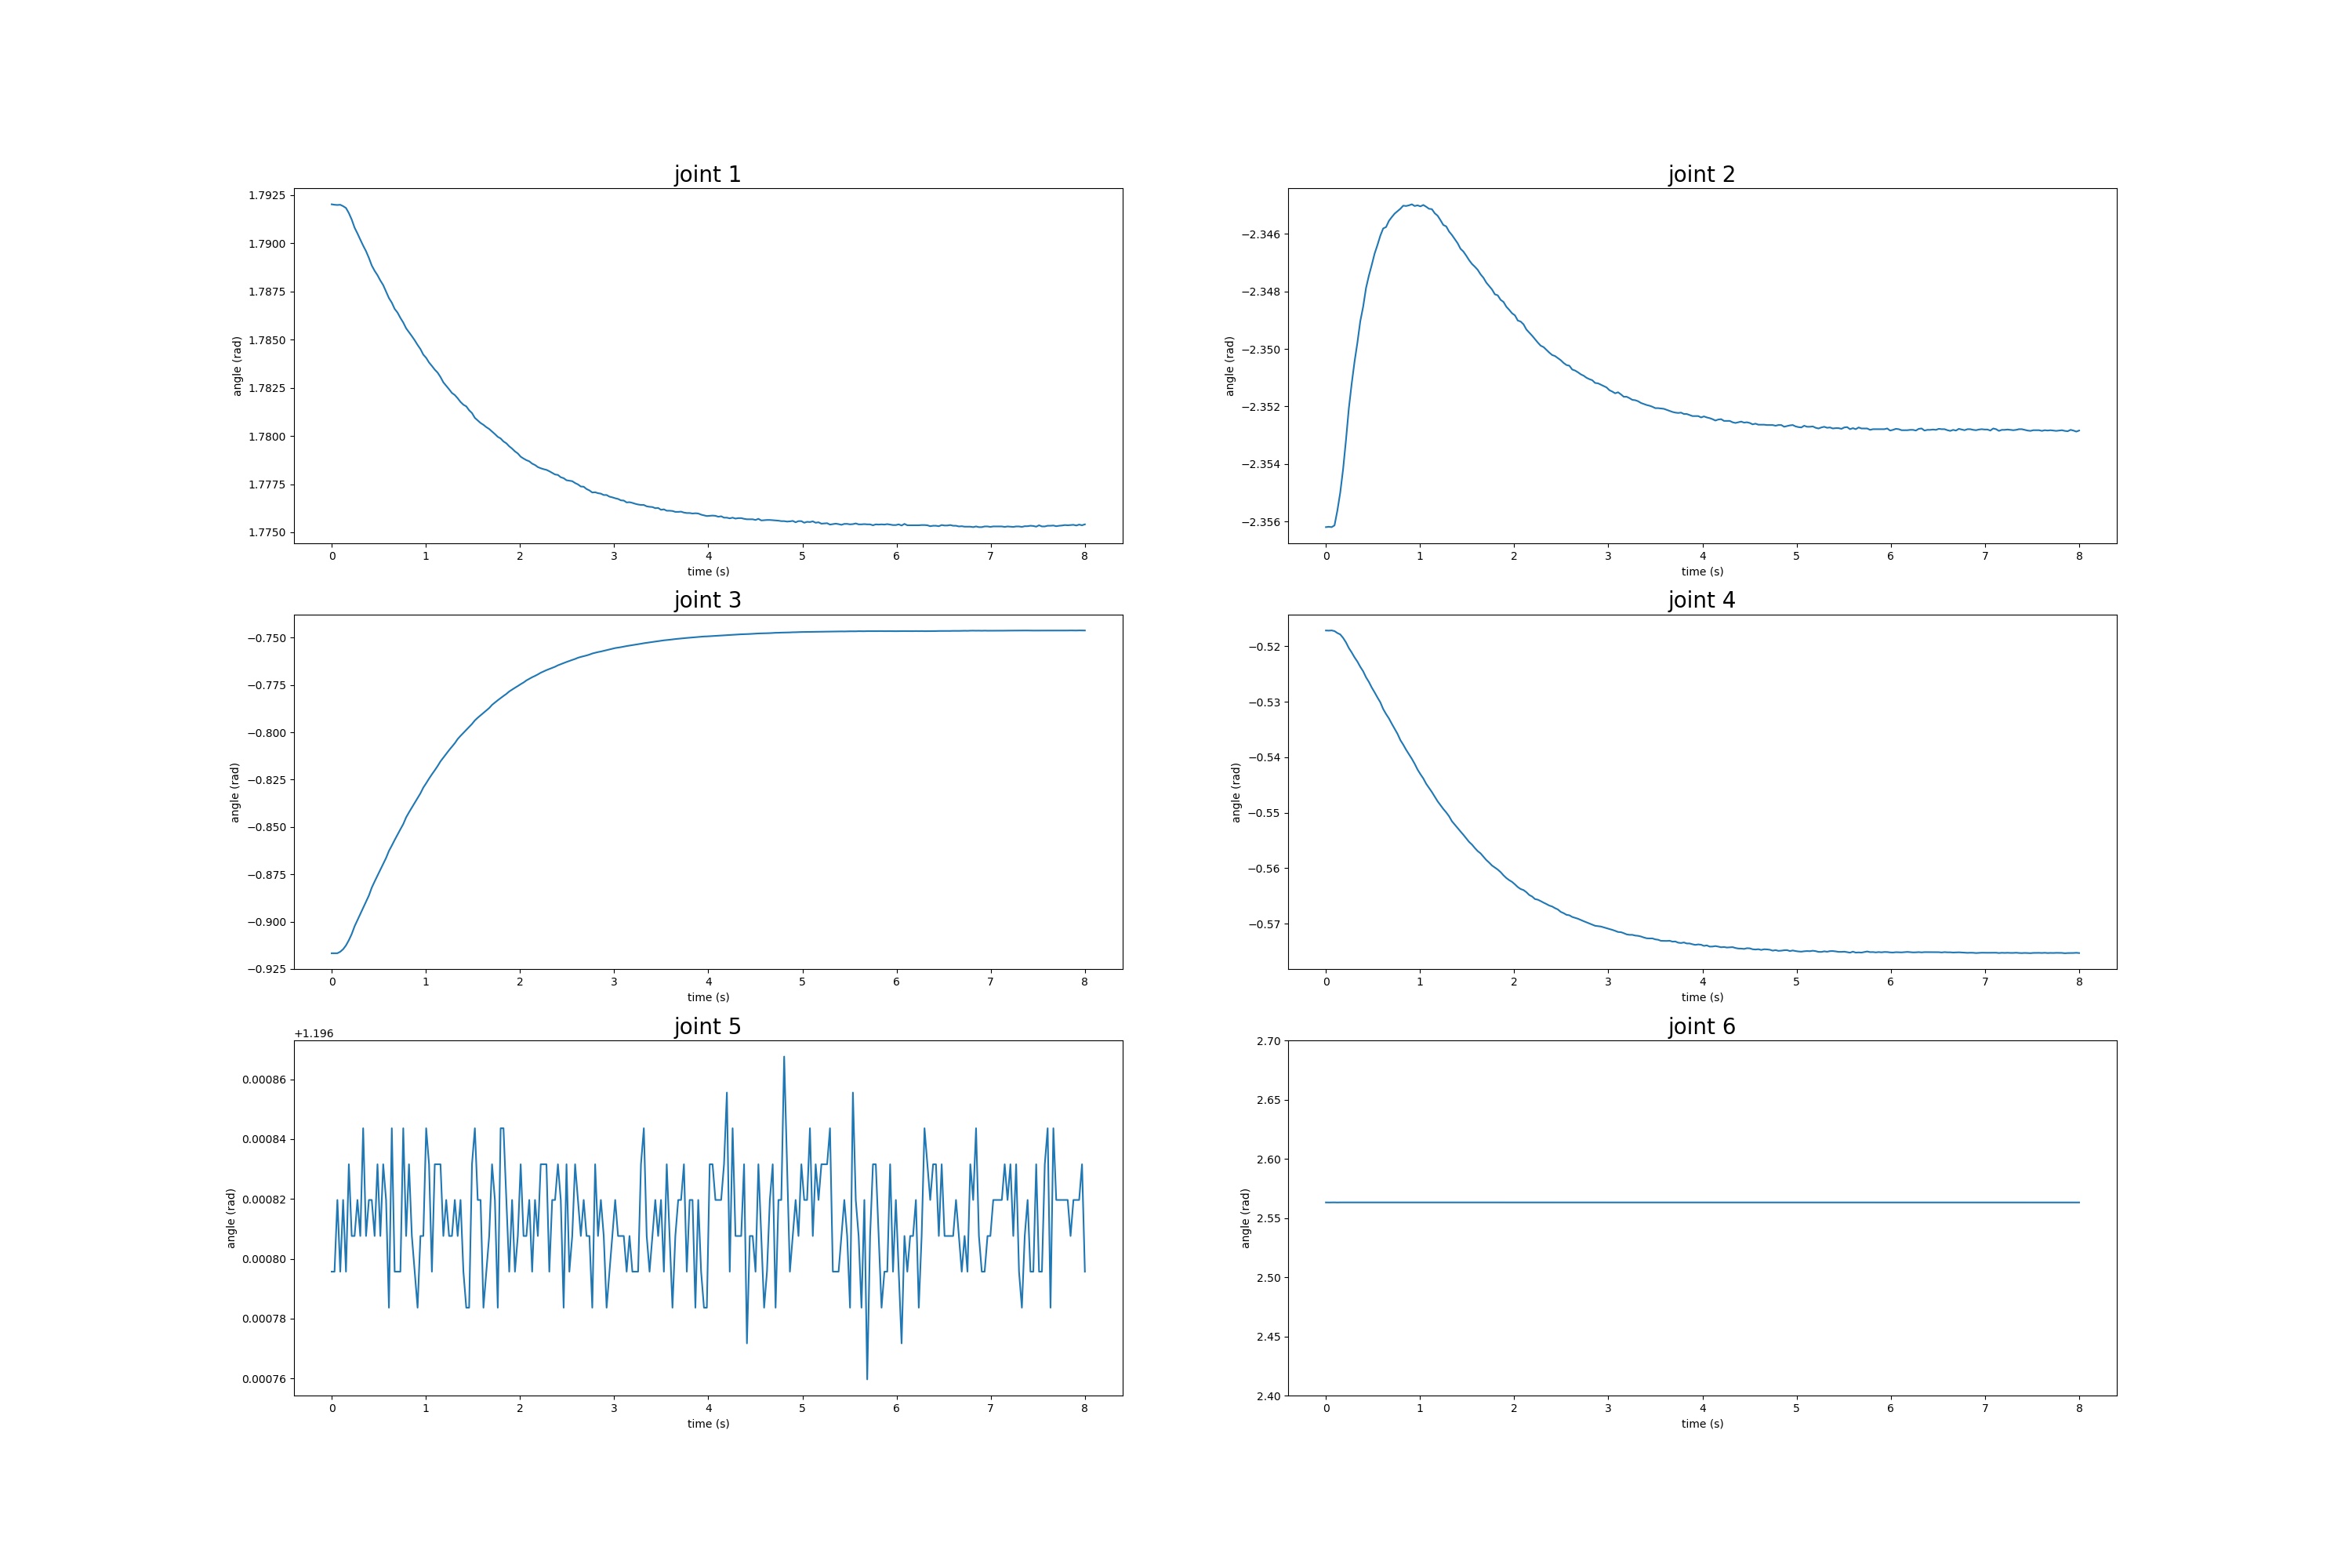 joint 1
1.7925
1.7900
1.7875
1.7850
1.7825
1.7800
1.7775
1.7750
angle (rad)
0 1 2 3 4 5 6 7 8
time (s)
joint 2
−2.346
−2.348
−2.350
−2.352
−2.354
−2.356
angle (rad)
0 1 2 3 4 5 6 7 8
time (s)
joint 3
−0.750
−0.775
−0.800
−0.825
−0.850
−0.875
−0.900
−0.925
angle (rad)
0 1 2 3 4 5 6 7 8
time (s)
joint 4
−0.52
−0.53
−0.54
−0.55
−0.56
−0.57
angle (rad)
0 1 2 3 4 5 6 7 8
time (s)
joint 5
+1.196
0.00086
0.00084
0.00082
0.00080
0.00078
0.00076
angle (rad)
0 1 2 3 4 5 6 7 8
time (s)
joint 6
2.70
2.65
2.60
2.55
2.50
2.45
2.40
angle (rad)
0 1 2 3 4 5 6 7 8
time (s)